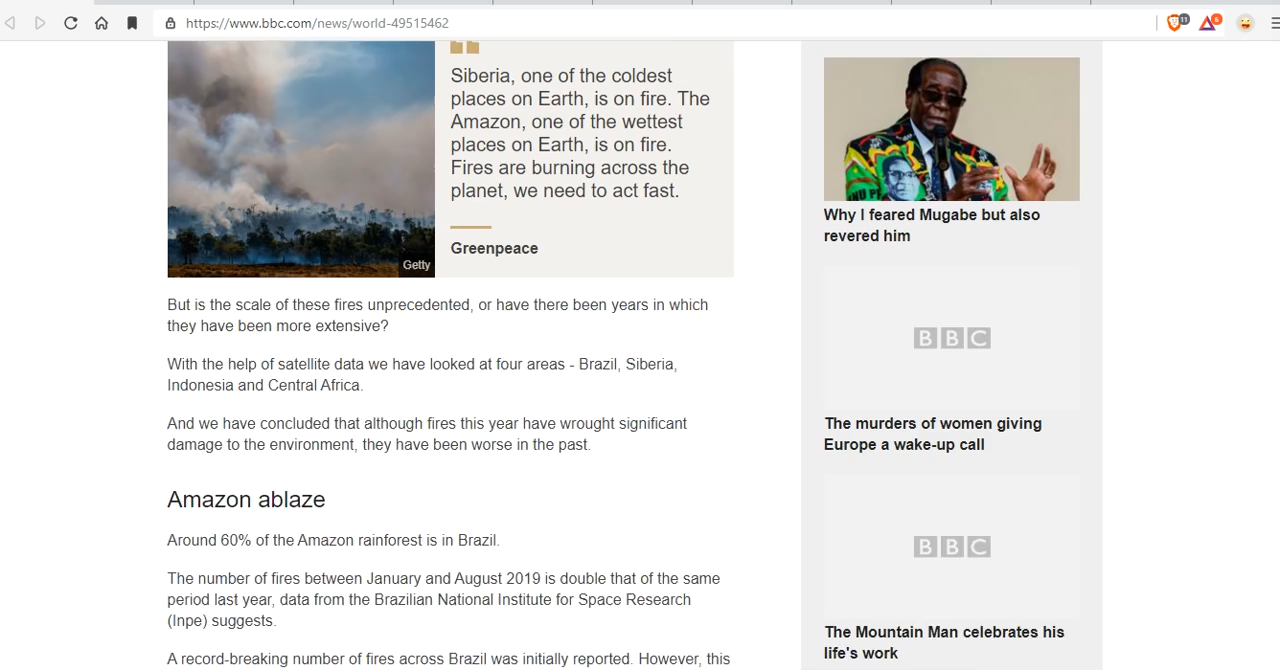 https://www.bbc.com/news/world-49515462
11
6
Siberia, one of the coldest
places on Earth, is on fire. The
Amazon, one of the wettest
places on Earth, is on fire.
Fires are burning across the
planet, we need to act fast.
Greenpeace
Getty
But is the scale of these fires unprecedented, or have there been years in which
they have been more extensive?
With the help of satellite data we have looked at four areas - Brazil, Siberia,
Indonesia and Central Africa.
And we have concluded that although fires this year have wrought significant
damage to the environment, they have been worse in the past.
Amazon ablaze
Around 60% of the Amazon rainforest is in Brazil.
The number of fires between January and August 2019 is double that of the same
period last year, data from the Brazilian National Institute for Space Research
(Inpe) suggests.
A record-breaking number of fires across Brazil was initially reported. However, this
Why I feared Mugabe but also
revered him
BBC
The murders of women giving
Europe a wake-up call
BBC
The Mountain Man celebrates his
life's work